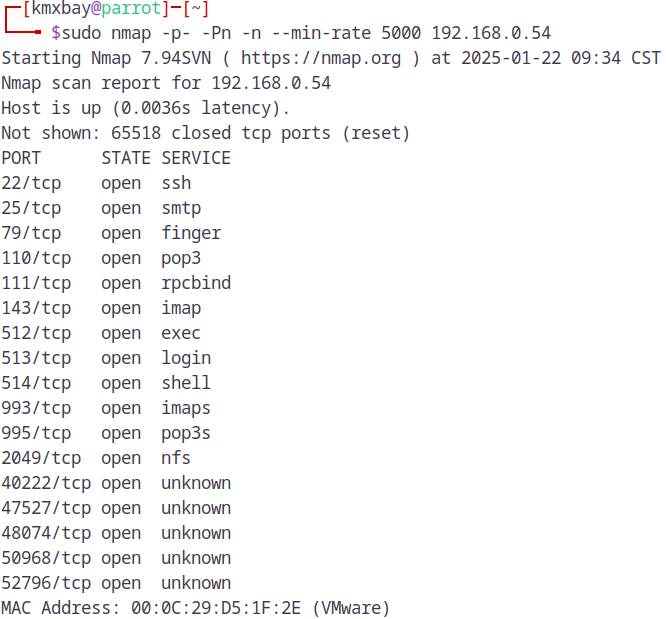 ┌─[kmxbay@parrot]─[~]
└──╼ $sudo nmap -p- -Pn -n --min-rate 5000 192.168.0.54
Starting Nmap 7.94SVN ( https://nmap.org ) at 2025-01-22 09:34 CST
Nmap scan report for 192.168.0.54
Host is up (0.0036s latency).
Not shown: 65518 closed tcp ports (reset)
PORT      STATE SERVICE
22/tcp    open  ssh
25/tcp    open  smtp
79/tcp    open  finger
110/tcp   open  pop3
111/tcp   open  rpcbind
143/tcp   open  imap
512/tcp   open  exec
513/tcp   open  login
514/tcp   open  shell
993/tcp   open  imaps
995/tcp   open  pop3s
2049/tcp  open  nfs
40222/tcp open  unknown
47527/tcp open  unknown
48074/tcp open  unknown
50968/tcp open  unknown
52796/tcp open  unknown
MAC Address: 00:0C:29:D5:1F:2E (VMware)